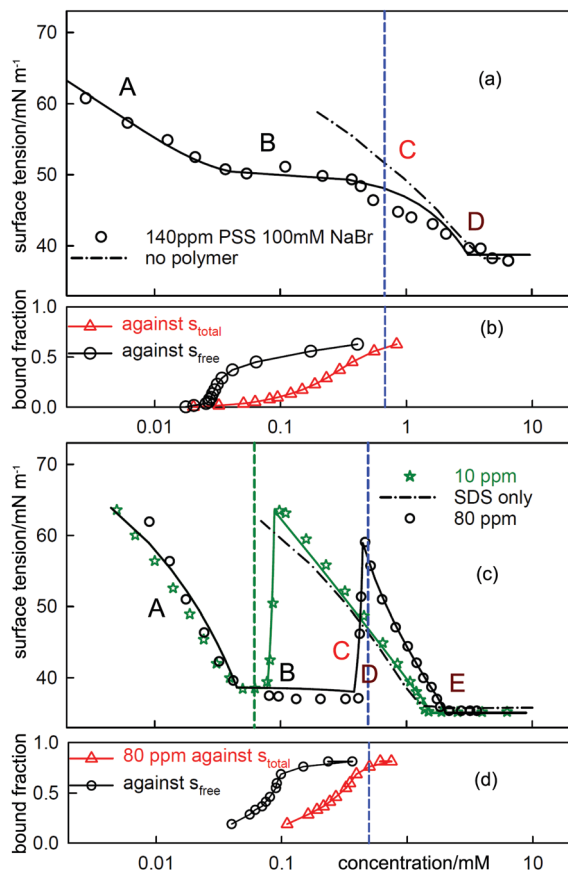 70
60
50
40
surface tension/mN m⁻¹
A
B
C
D
(a)
140ppm PSS 100mM NaBr
no polymer
1.0
0.5
0.0
bound fraction
against s_total
against s_free
(b)
0.01 0.1 1 10
70
60
50
40
surface tension/mN m⁻¹
10 ppm
SDS only
80 ppm
(c)
A
B
C
D
E
1.0
0.5
0.0
bound fraction
80 ppm against s_total
against s_free
(d)
0.01 0.1 1 10
concentration/mM